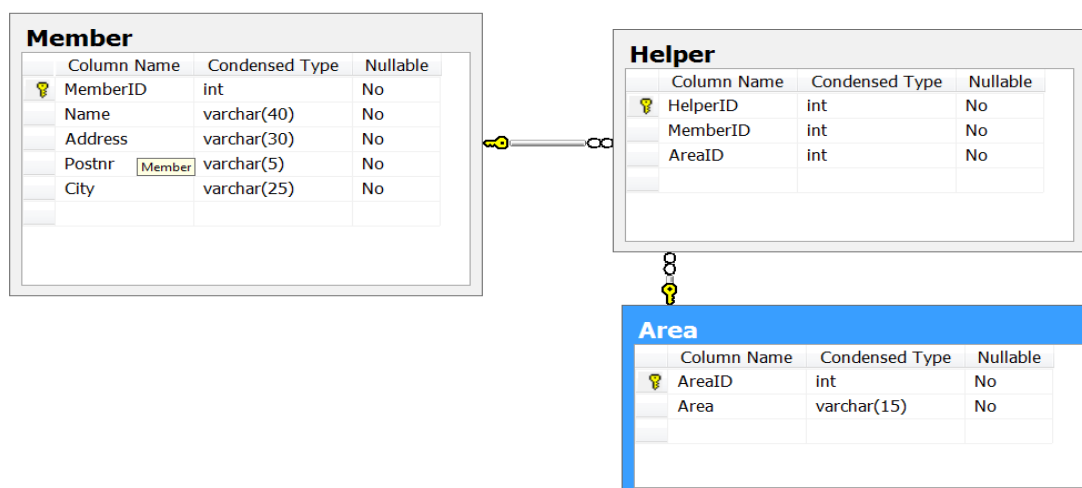 Member
Column Name Condensed Type Nullable
MemberID int No
Name varchar(40) No
Address varchar(30) No
Postnr varchar(5) No
Member
City varchar(25) No
Helper
Column Name Condensed Type Nullable
HelperID int No
MemberID int No
AreaID int No
Area
Column Name Condensed Type Nullable
AreaID int No
Area varchar(15) No